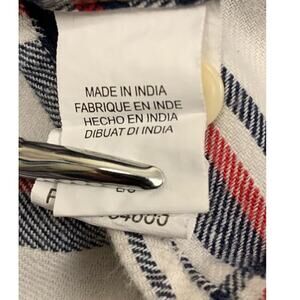 MADE IN INDIA
FABRIQUE EN INDE
HECHO EN INDIA
DIBUAT DI INDIA